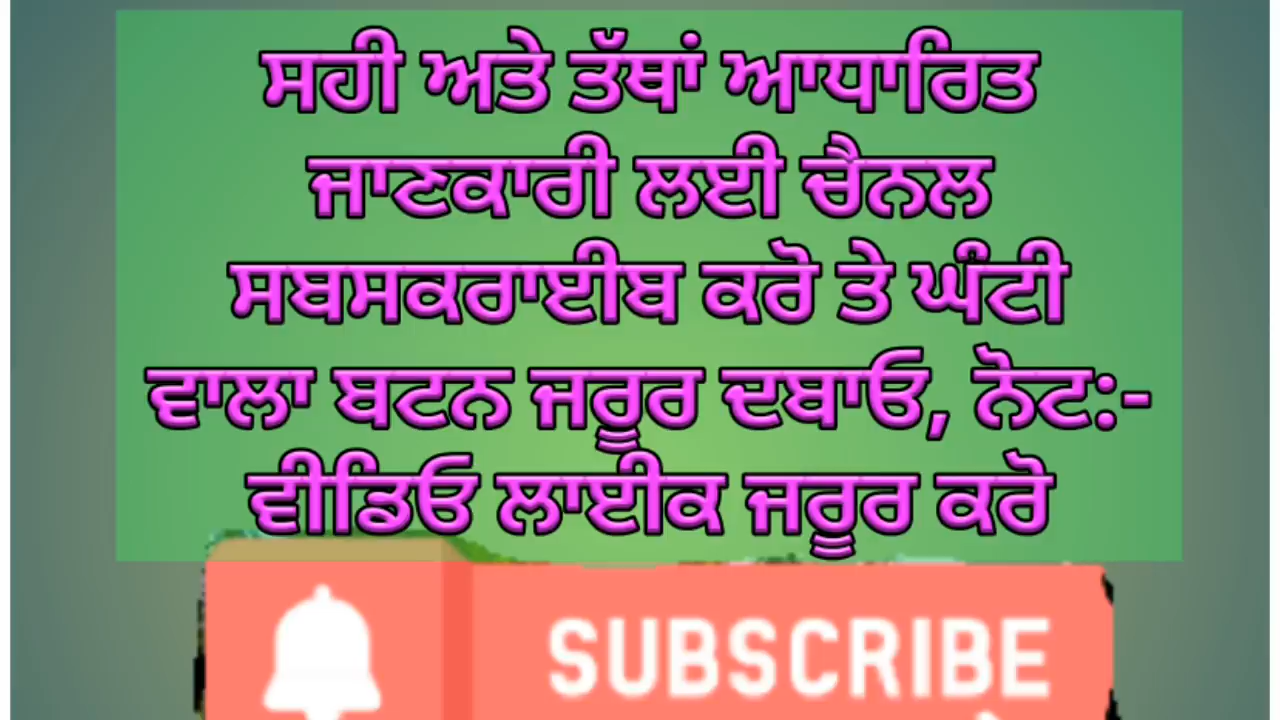 ਸਹੀ ਅਤੇ ਤੱਥਾਂ ਆਧਾਰਿਤ
ਜਾਣਕਾਰੀ ਲਈ ਚੈਨਲ
ਸਬਸਕਰਾਈਬ ਕਰੋ ਤੇ ਘੰਟੀ
ਵਾਲਾ ਬਟਨ ਜਰੂਰ ਦਬਾਓ, ਨੋਟ:-
ਵੀਡਿਓ ਲਾਈਕ ਜਰੂਰ ਕਰੋ
SUBSCRIBE